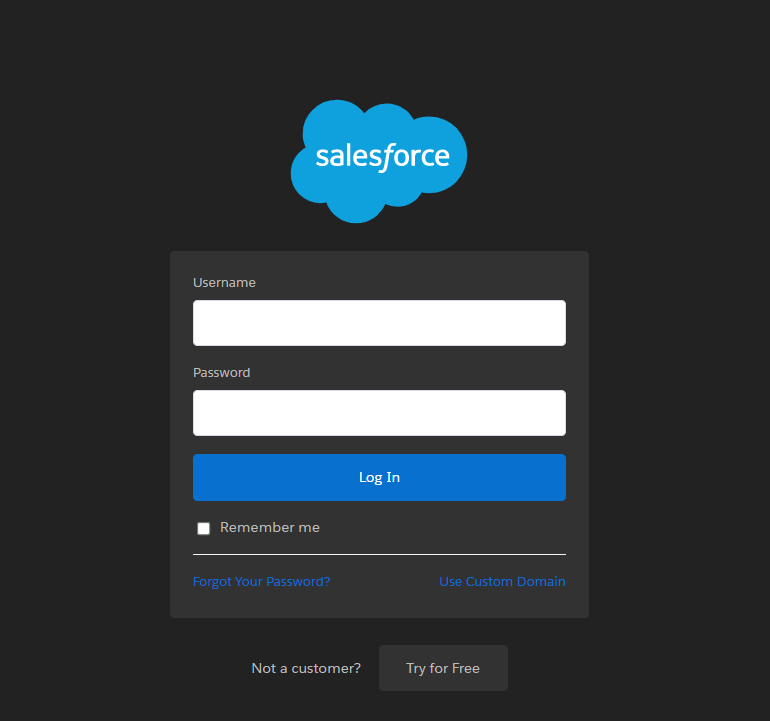 salesforce
Username
Password
Log In
Remember me
Forgot Your Password? Use Custom Domain
Not a customer? Try for Free